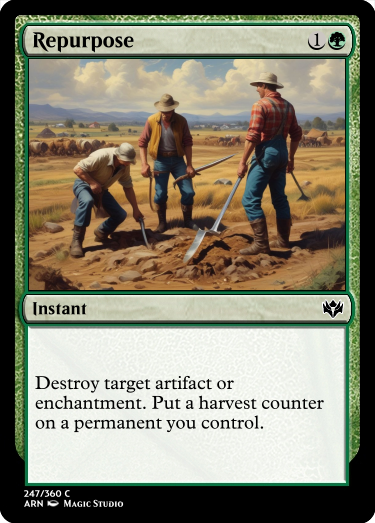 Repurpose 1
Instant
Destroy target artifact or
enchantment. Put a harvest counter
on a permanent you control.
247/360 C
ARN Magic Studio